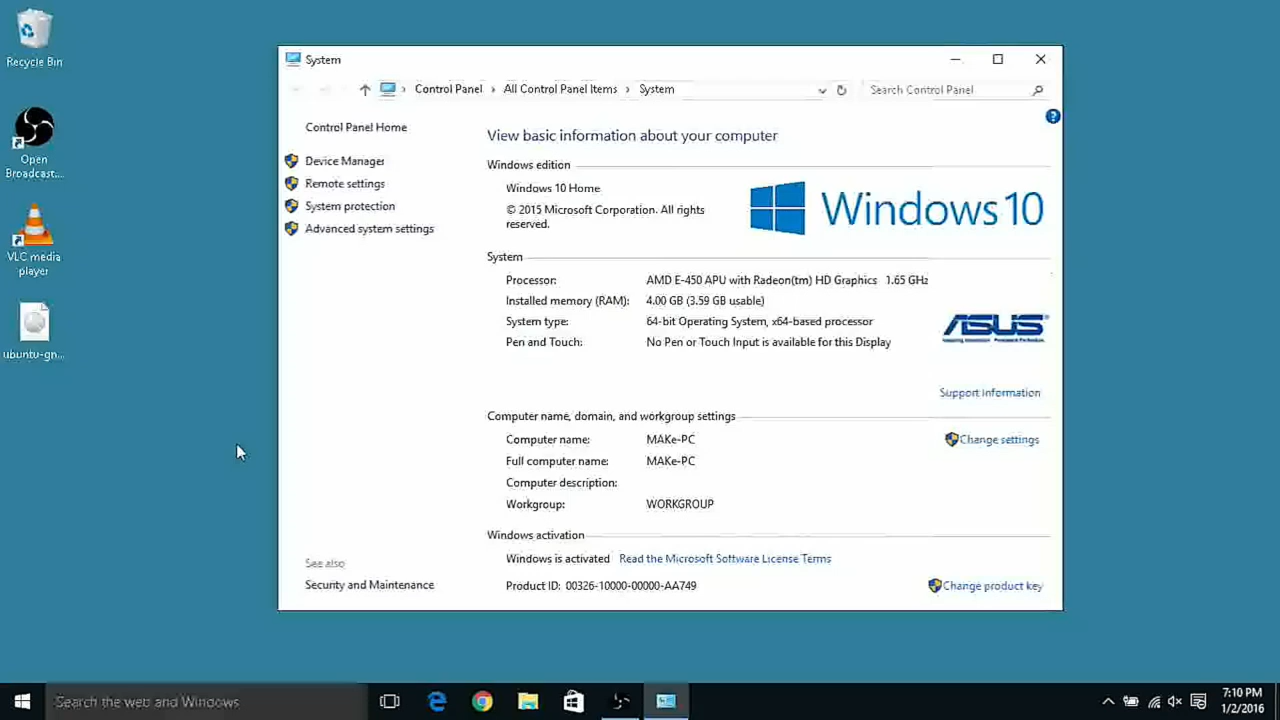 Recycle Bin
Open
Broadcast...
VLC media
player
ubuntu-gn...
System
Control Panel
All Control Panel Items
System
Search Control Panel
Control Panel Home
Device Manager
Remote settings
System protection
Advanced system settings
See also
Security and Maintenance
View basic information about your computer
Windows edition
Windows 10 Home
© 2015 Microsoft Corporation. All rights
reserved.
Windows 10
System
Processor: AMD E-450 APU with Radeon(tm) HD Graphics 1.65 GHz
Installed memory (RAM): 4.00 GB (3.59 GB usable)
System type: 64-bit Operating System, x64-based processor
Pen and Touch: No Pen or Touch Input is available for this Display
ASUS
Support information
Computer name, domain, and workgroup settings
Computer name: MAKe-PC
Change settings
Full computer name: MAKe-PC
Computer description:
Workgroup: WORKGROUP
Windows activation
Windows is activated Read the Microsoft Software License Terms
Product ID: 00326-10000-00000-AA749
Change product key
Search the web and Windows
7:10 PM
1/2/2016